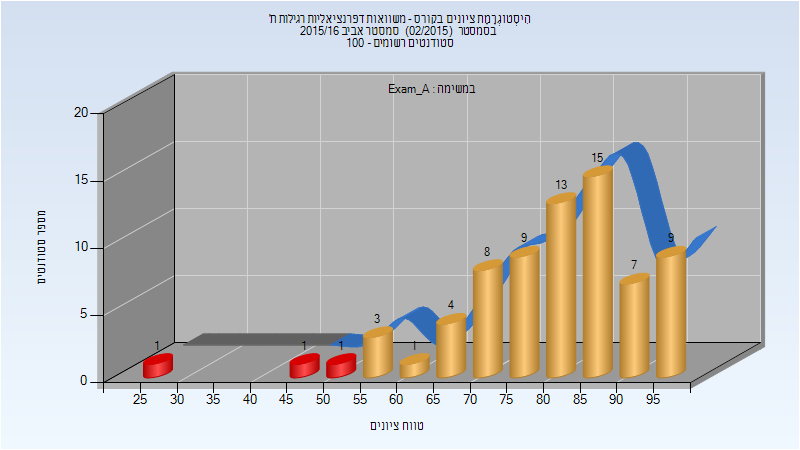 היסטוגרמת ציונים בקורס - משוואות דפרנציאליות רגילות ח'
בסמסטר (02/2015) סמסטר אביב 2015/16
סטודנטים רשומים - 100
במשימה : Exam_A
מספר סטודנטים
20
15
10
5
0
1
1
1
3
1
4
8
9
13
15
7
9
25 30 35 40 45 50 55 60 65 70 75 80 85 90 95
טווח ציונים